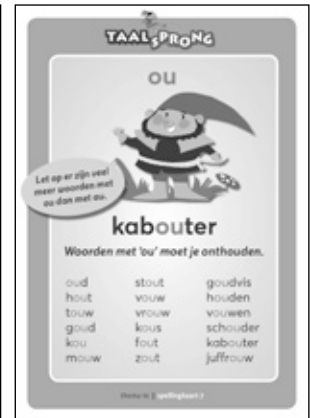 TAALSPRONG
ou
Let op er zijn veel
meer woorden met
ou dan met au.
kabouter
Woorden met 'ou' moet je onthouden.
oud stout goudvis
hout vouw houden
touw vrouw vouwen
goud kous schouder
kou fout kabouter
mouw zout juffrouw
spellingkaart